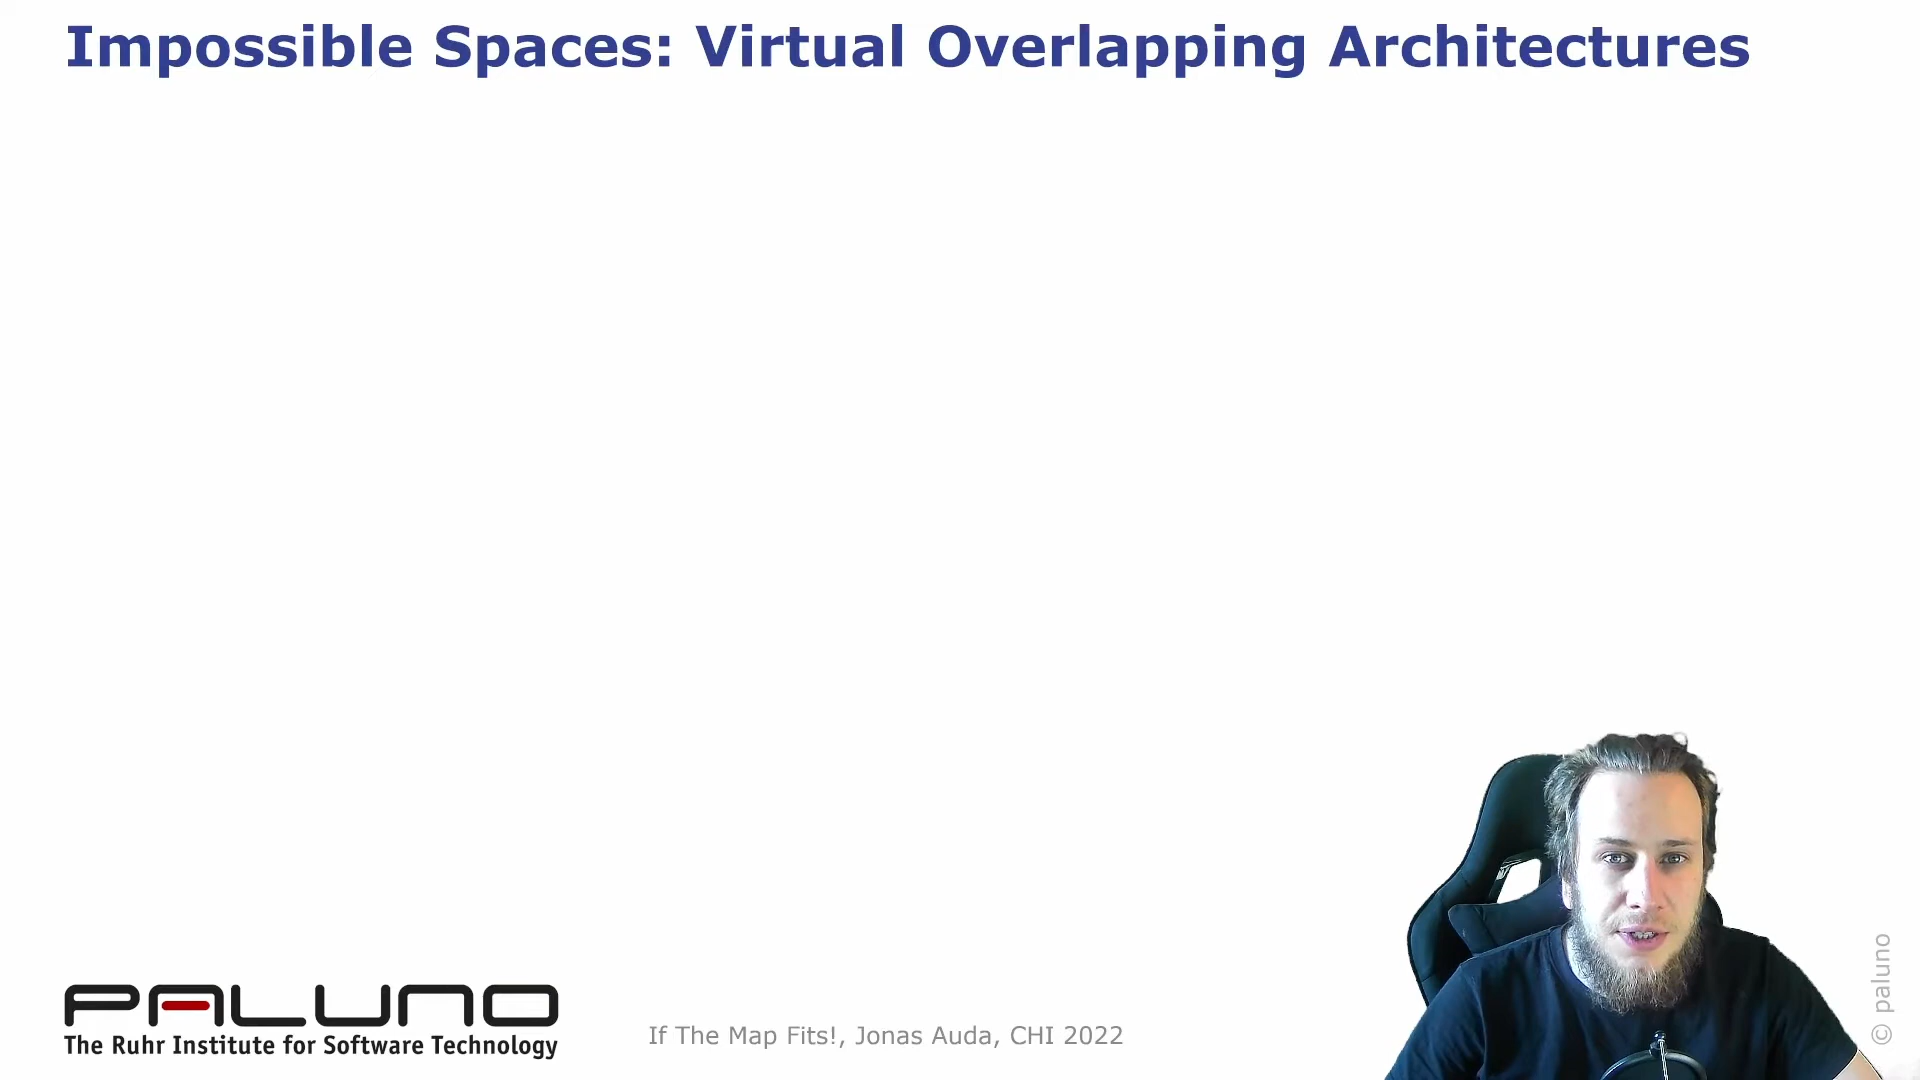 Impossible Spaces: Virtual Overlapping Architectures
PALUNO
The Ruhr Institute for Software Technology
If The Map Fits!, Jonas Auda, CHI 2022
© paluno